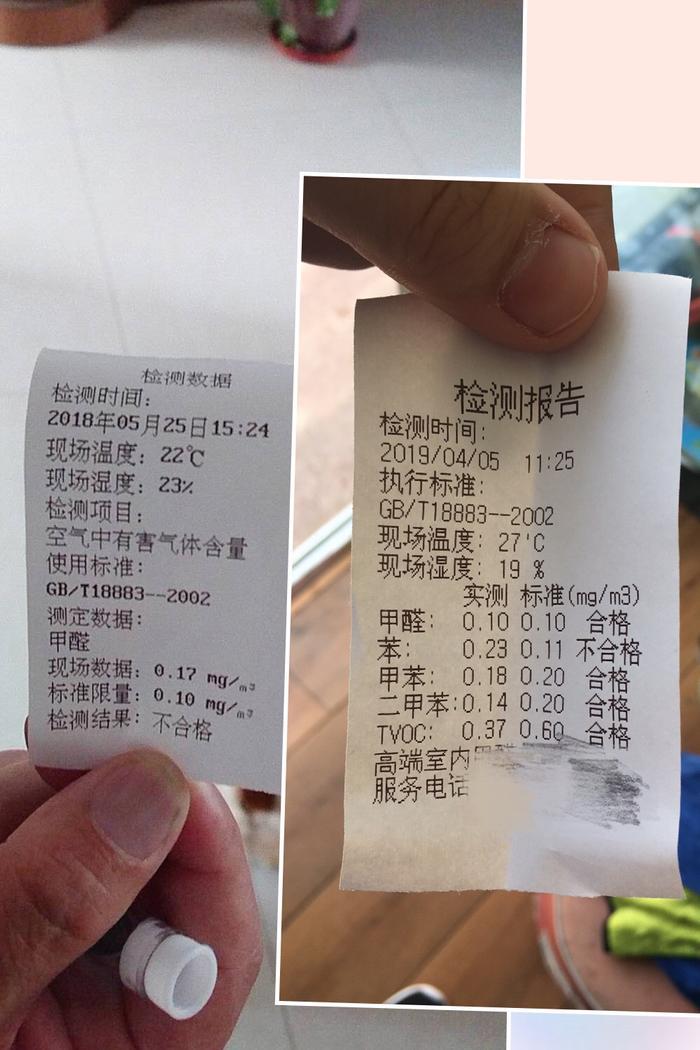 检测数据
检测时间:
2018年05月25日15:24
现场温度: 22℃
现场湿度: 23%
检测项目:
空气中有害气体含量
使用标准:
GB/T18883--2002
测定数据:
甲醛
现场数据: 0.17 mg/m³
标准限量: 0.10 mg/m³
检测结果: 不合格
检测报告
检测时间:
2019/04/05 11:25
执行标准:
GB/T18883--2002
现场温度: 27'C
现场湿度: 19 %
实测 标准(mg/m3)
甲醛: 0.10 0.10 合格
苯: 0.23 0.11 不合格
甲苯: 0.18 0.20 合格
二甲苯:0.14 0.20 合格
TVOC: 0.37 0.60 合格
高端室内
服务电话